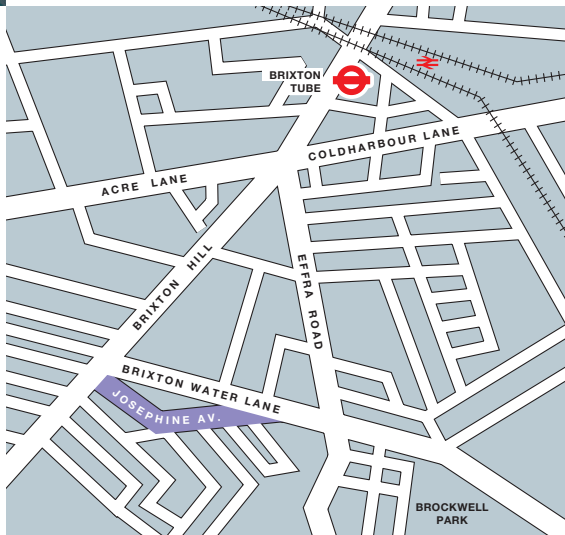 BRIXTON
TUBE
COLDHARBOUR LANE
ACRE LANE
BRIXTON HILL
EFFRA ROAD
BRIXTON WATER LANE
JOSEPHINE AV.
BROCKWELL
PARK